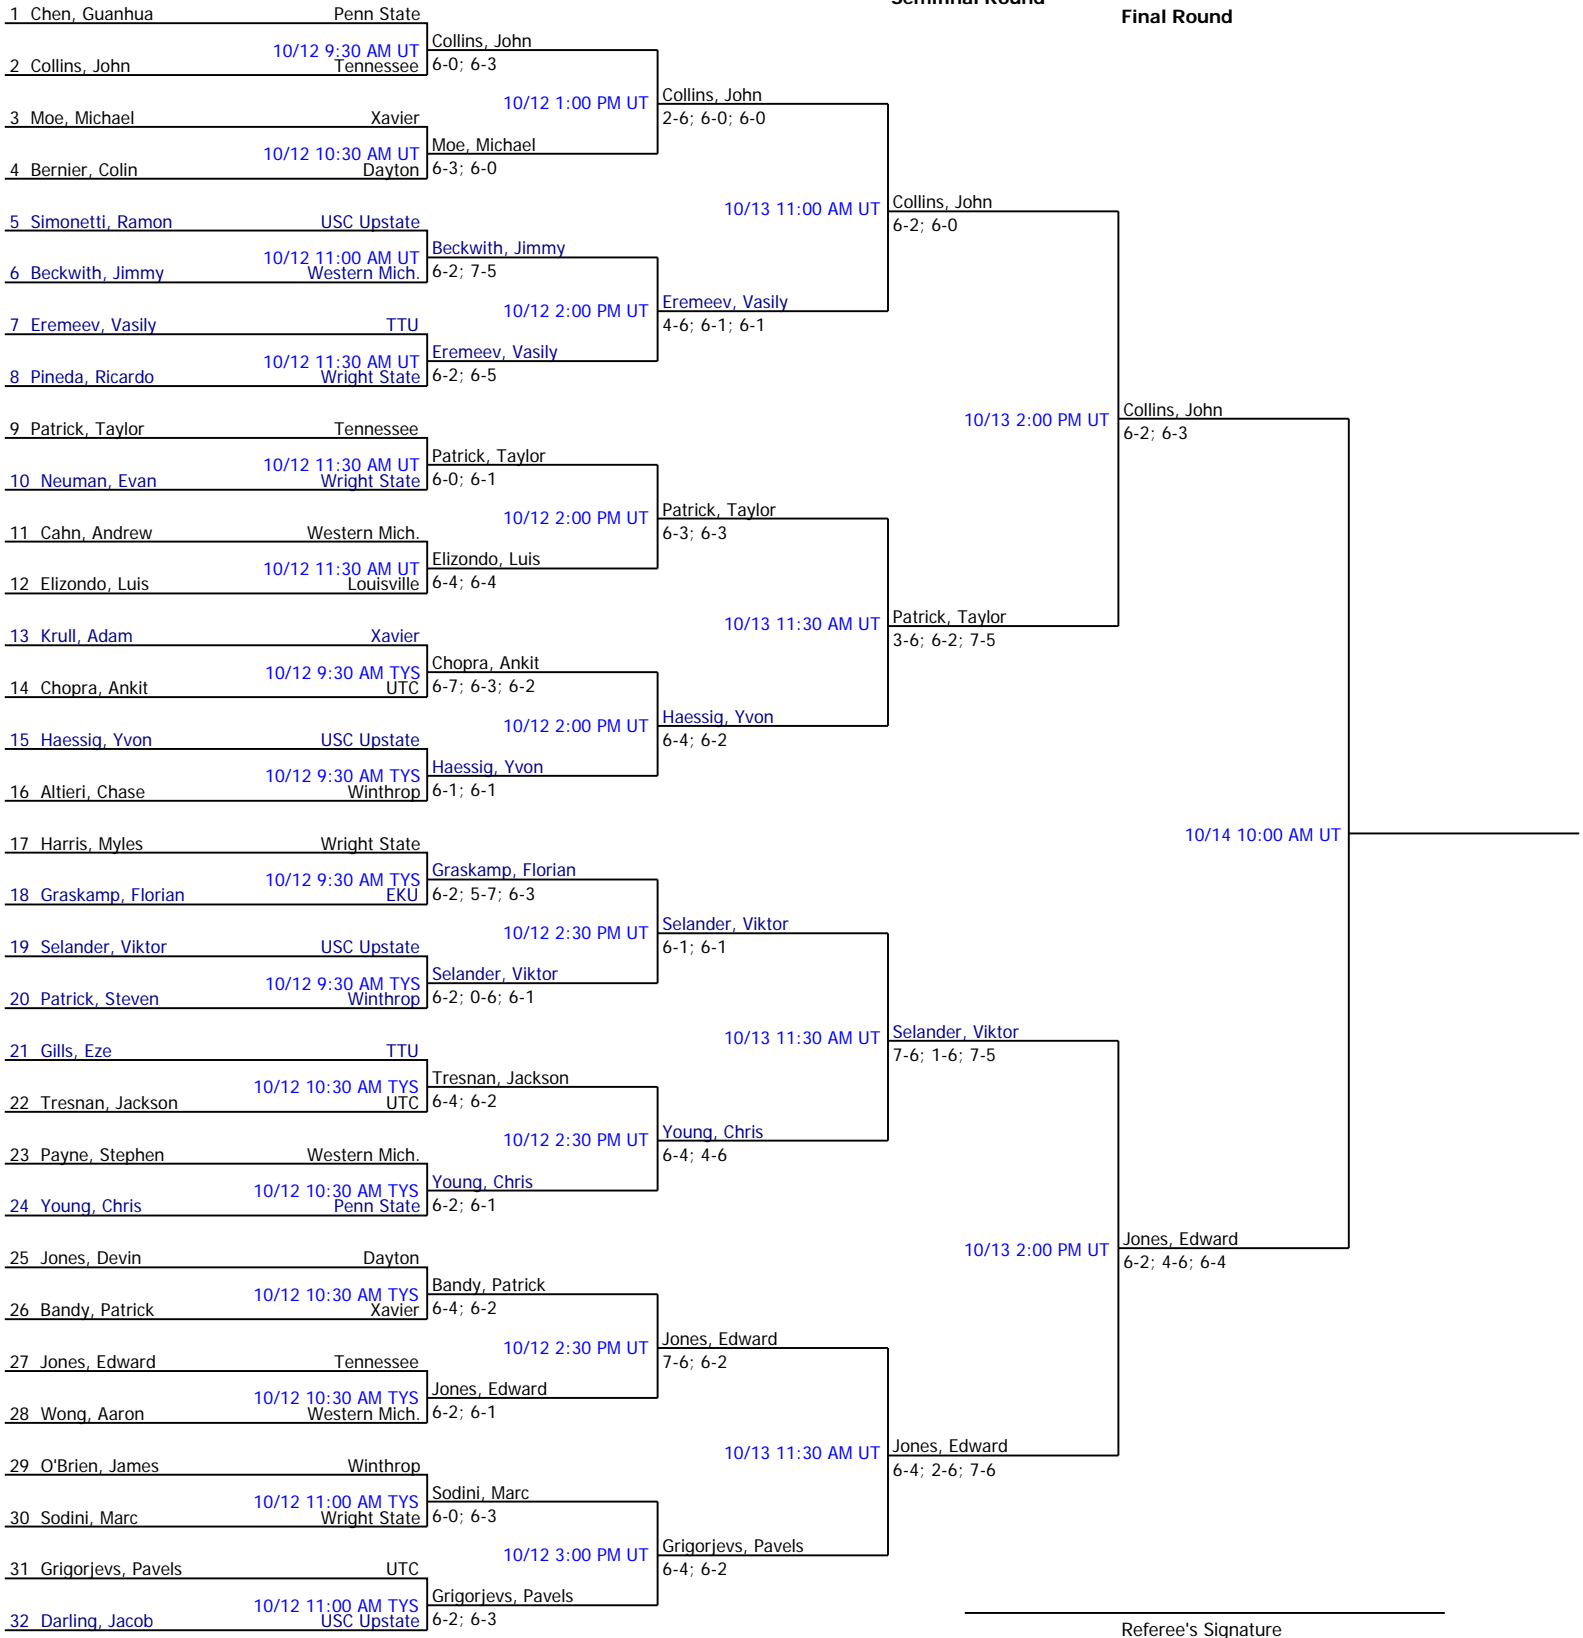 Final Round
1 Chen, Guanhua Penn State
10/12 9:30 AM UT
2 Collins, John Tennessee
Collins, John
6-0; 6-3
10/12 1:00 PM UT
3 Moe, Michael Xavier
10/12 10:30 AM UT
4 Bernier, Colin Dayton
Moe, Michael
6-3; 6-0
Collins, John
2-6; 6-0; 6-0
10/13 11:00 AM UT
5 Simonetti, Ramon USC Upstate
10/12 11:00 AM UT
6 Beckwith, Jimmy Western Mich.
Beckwith, Jimmy
6-2; 7-5
10/12 2:00 PM UT
7 Eremeev, Vasily TTU
10/12 11:30 AM UT
8 Pineda, Ricardo Wright State
Eremeev, Vasily
6-2; 6-5
Eremeev, Vasily
4-6; 6-1; 6-1
Collins, John
6-2; 6-0
10/13 2:00 PM UT
9 Patrick, Taylor Tennessee
10/12 11:30 AM UT
10 Neuman, Evan Wright State
Patrick, Taylor
6-0; 6-1
10/12 2:00 PM UT
11 Cahn, Andrew Western Mich.
10/12 11:30 AM UT
12 Elizondo, Luis Louisville
Elizondo, Luis
6-4; 6-4
Patrick, Taylor
6-3; 6-3
10/13 11:30 AM UT
13 Krull, Adam Xavier
10/12 9:30 AM TYS
14 Chopra, Ankit UTC
Chopra, Ankit
6-7; 6-3; 6-2
10/12 2:00 PM UT
15 Haessig, Yvon USC Upstate
10/12 9:30 AM TYS
16 Altieri, Chase Winthrop
Haessig, Yvon
6-1; 6-1
Haessig, Yvon
6-4; 6-2
Patrick, Taylor
3-6; 6-2; 7-5
Collins, John
6-2; 6-3
10/14 10:00 AM UT
17 Harris, Myles Wright State
10/12 9:30 AM TYS
18 Graskamp, Florian EKU
Graskamp, Florian
6-2; 5-7; 6-3
10/12 2:30 PM UT
19 Selander, Viktor USC Upstate
10/12 9:30 AM TYS
20 Patrick, Steven Winthrop
Selander, Viktor
6-2; 0-6; 6-1
Selander, Viktor
6-1; 6-1
10/13 11:30 AM UT
21 Gills, Eze TTU
10/12 10:30 AM TYS
22 Tresnan, Jackson UTC
Tresnan, Jackson
6-4; 6-2
10/12 2:30 PM UT
23 Payne, Stephen Western Mich.
10/12 10:30 AM TYS
24 Young, Chris Penn State
Young, Chris
6-2; 6-1
Young, Chris
6-4; 4-6
Selander, Viktor
7-6; 1-6; 7-5
10/13 2:00 PM UT
25 Jones, Devin Dayton
10/12 10:30 AM TYS
26 Bandy, Patrick Xavier
Bandy, Patrick
6-4; 6-2
10/12 2:30 PM UT
27 Jones, Edward Tennessee
10/12 10:30 AM TYS
28 Wong, Aaron Western Mich.
Jones, Edward
6-2; 6-1
Jones, Edward
7-6; 6-2
10/13 11:30 AM UT
29 O'Brien, James Winthrop
10/12 11:00 AM TYS
30 Sodini, Marc Wright State
Sodini, Marc
6-0; 6-3
10/12 3:00 PM UT
31 Grigorjevs, Pavels UTC
10/12 11:00 AM TYS
32 Darling, Jacob USC Upstate
Grigorjevs, Pavels
6-2; 6-3
Grigorjevs, Pavels
6-4; 6-2
Jones, Edward
6-4; 2-6; 7-6
Jones, Edward
6-2; 4-6; 6-4
Referee's Signature